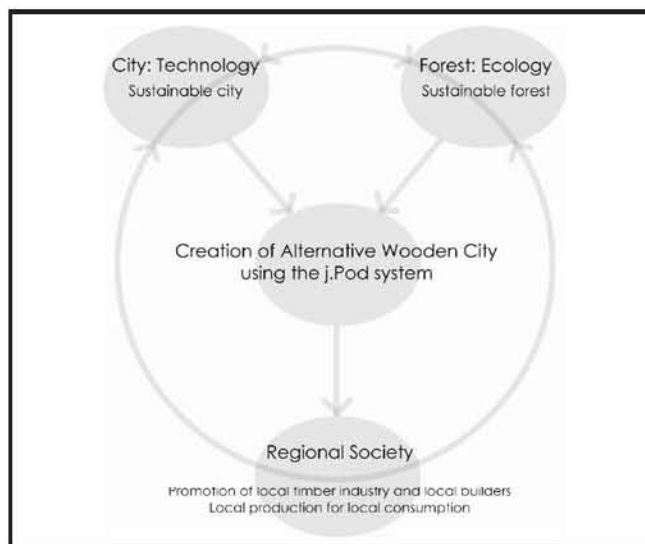 City: Technology
Sustainable city
Forest: Ecology
Sustainable forest
Creation of Alternative Wooden City
using the j.Pod system
Regional Society
Promotion of local timber industry and local builders
Local production for local consumption